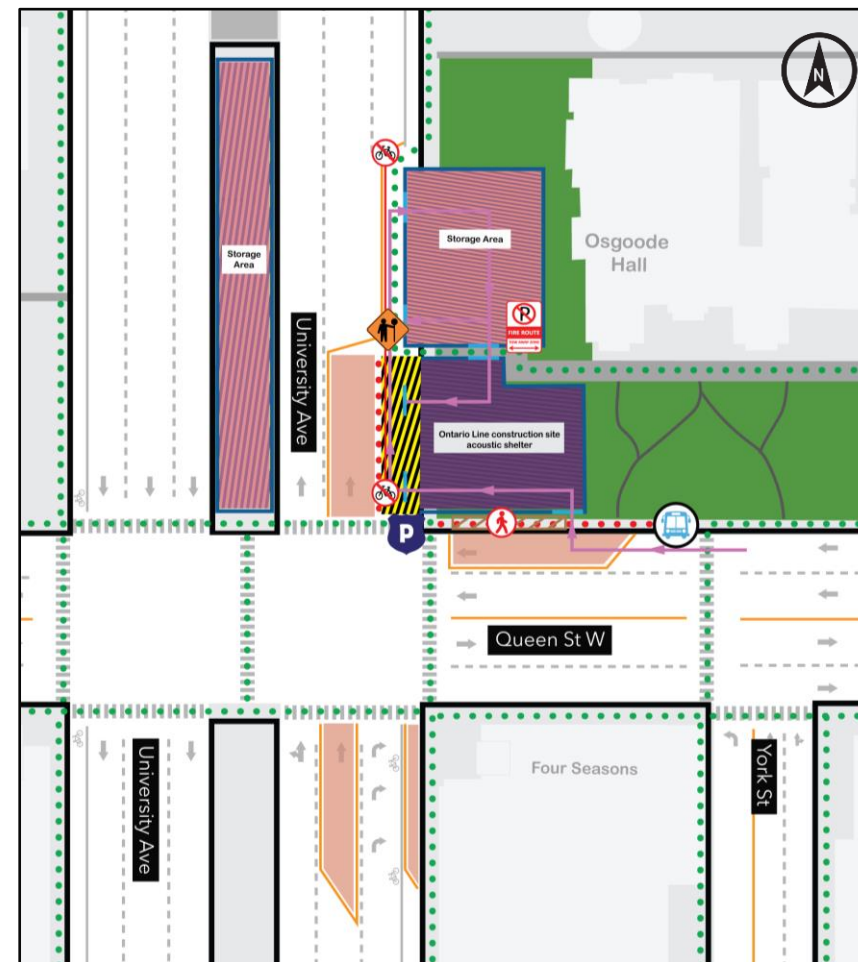 N
Storage
Area
Storage Area
Osgoode
Hall
P
FIRE ROUTE
University Ave
Ontario Line construction site
acoustic shelter
P
Queen St W
University Ave
Four Seasons
York St